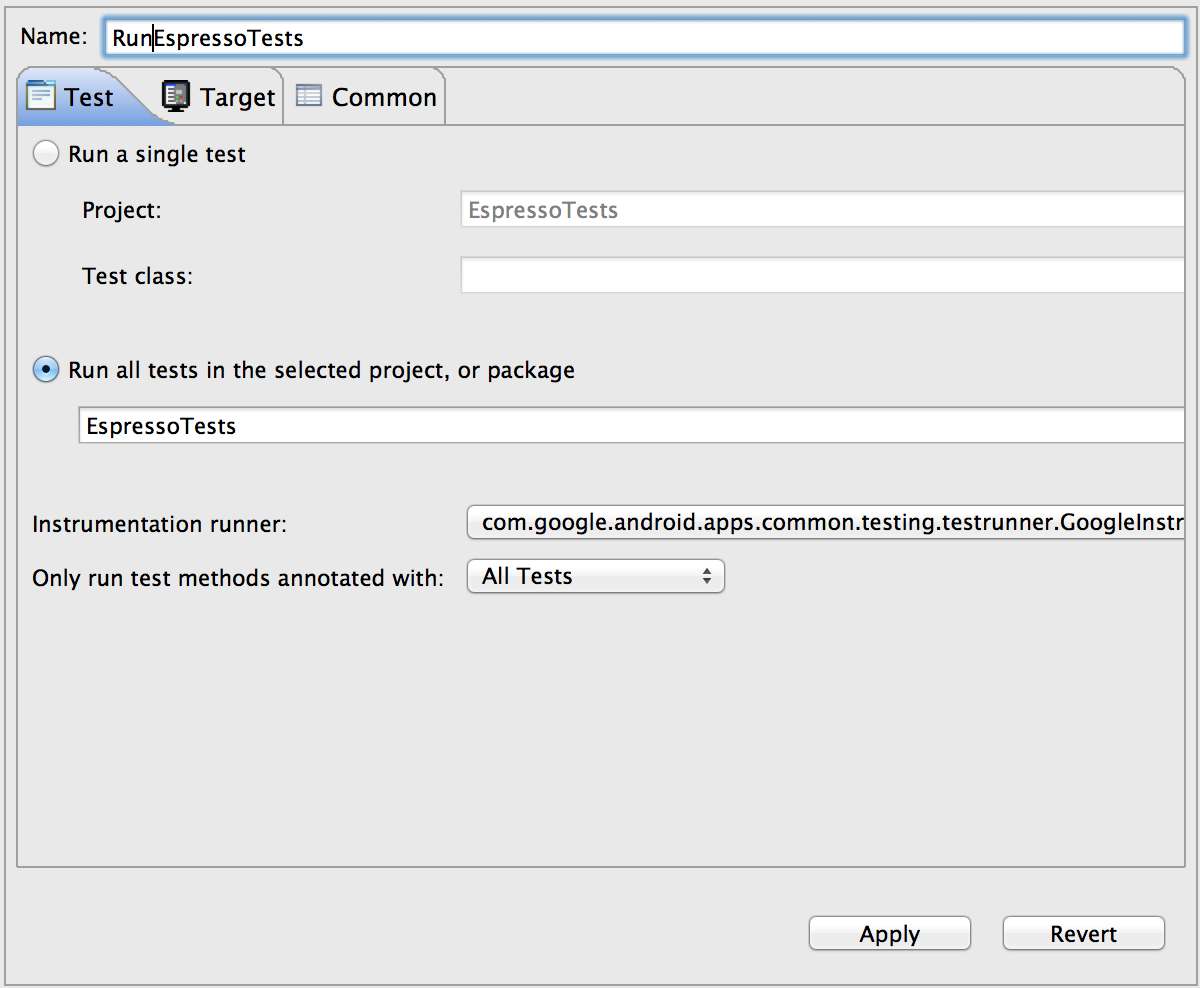 Name: RunEspressoTests
Test Target Common
Run a single test
Project: EspressoTests
Test class:
Run all tests in the selected project, or package
EspressoTests
Instrumentation runner: com.google.android.apps.common.testing.testrunner.GoogleInstr
Only run test methods annotated with: All Tests
Apply Revert